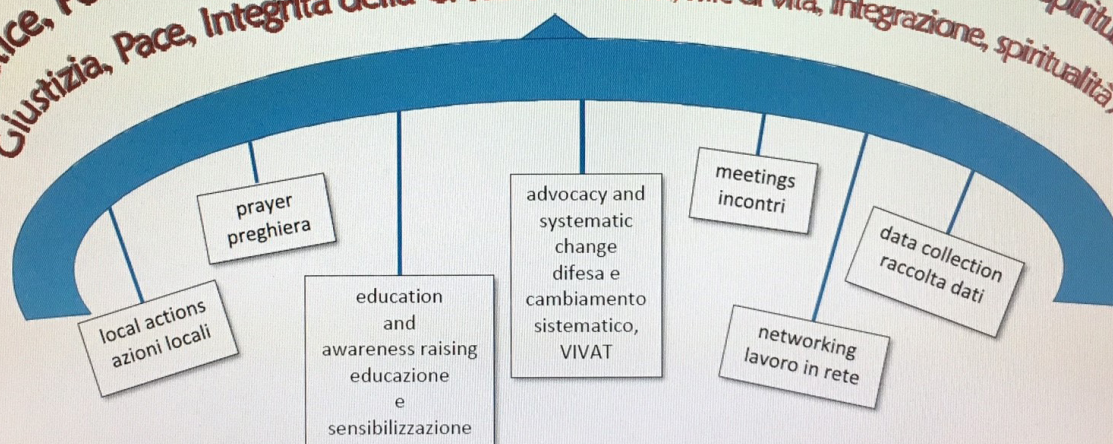 Giustizia, Pace, Integrità vita, Integrazione, spiritualità,
prayer
preghiera
local actions
azioni locali
education
and
awareness raising
educazione
e
sensibilizzazione
advocacy and
systematic
change
difesa e
cambiamento
sistematico,
VIVAT
meetings
incontri
networking
lavoro in rete
data collection
raccolta dati